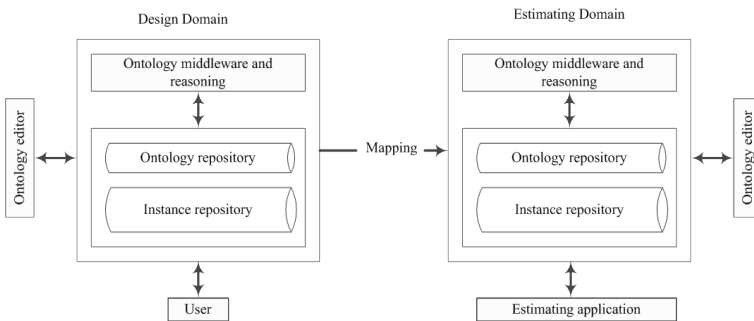 Design Domain
Estimating Domain
Ontology middleware and
reasoning
Ontology middleware and
reasoning
Ontology editor
Mapping
Ontology editor
Ontology repository
Ontology repository
Instance repository
Instance repository
User
Estimating application